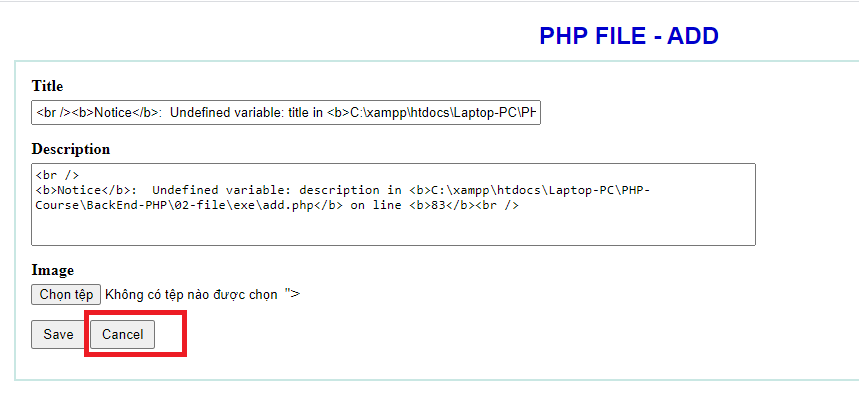 PHP FILE - ADD
Title
<br /><b>Notice</b>:  Undefined variable: title in <b>C:\xampp\htdocs\Laptop-PC\PH
Description
<br />
<b>Notice</b>:  Undefined variable: description in <b>C:\xampp\htdocs\Laptop-PC\PHP-
Course\BackEnd-PHP\02-file\exe\add.php</b> on line <b>83</b><br />
Image
Chọn tệp Không có tệp nào được chọn ">
Save Cancel